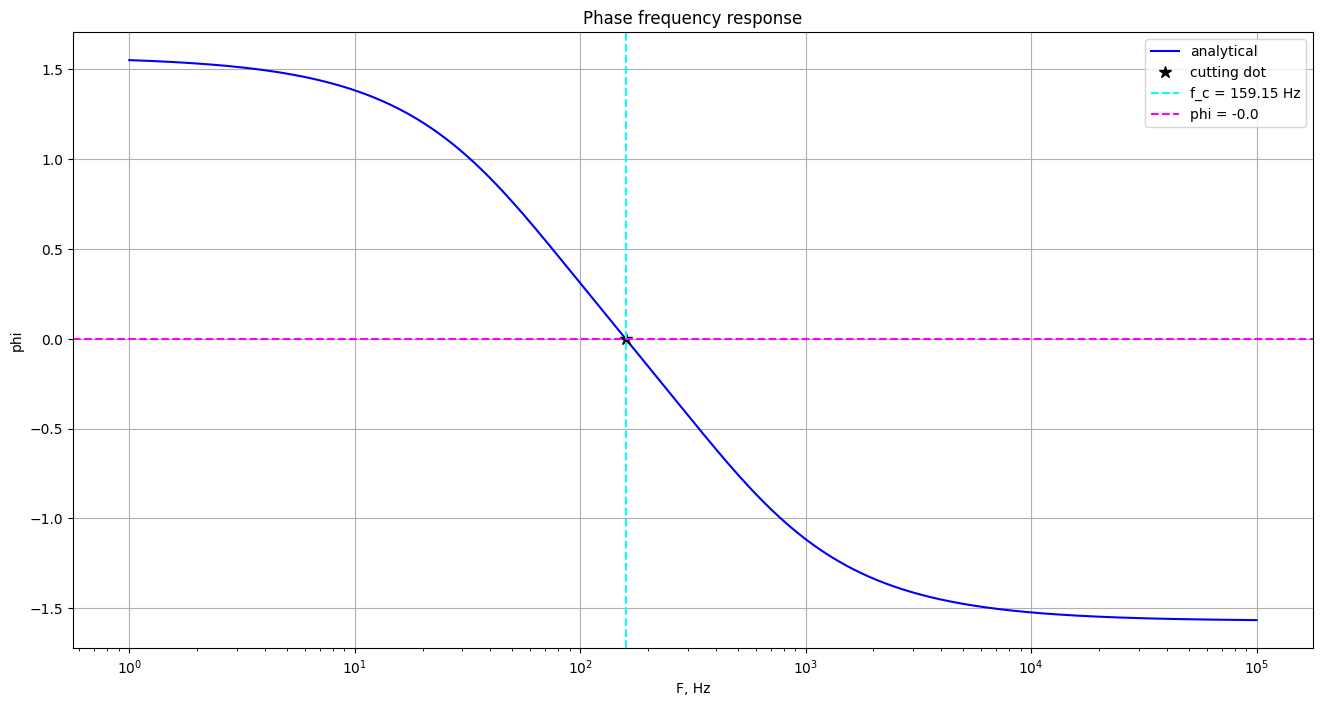 Phase frequency response
analytical
cutting dot
f_c = 159.15 Hz
phi = -0.0
1.5
1.0
0.5
0.0
−0.5
−1.0
−1.5
phi
10⁰
10¹
10²
10³
10⁴
10⁵
F, Hz